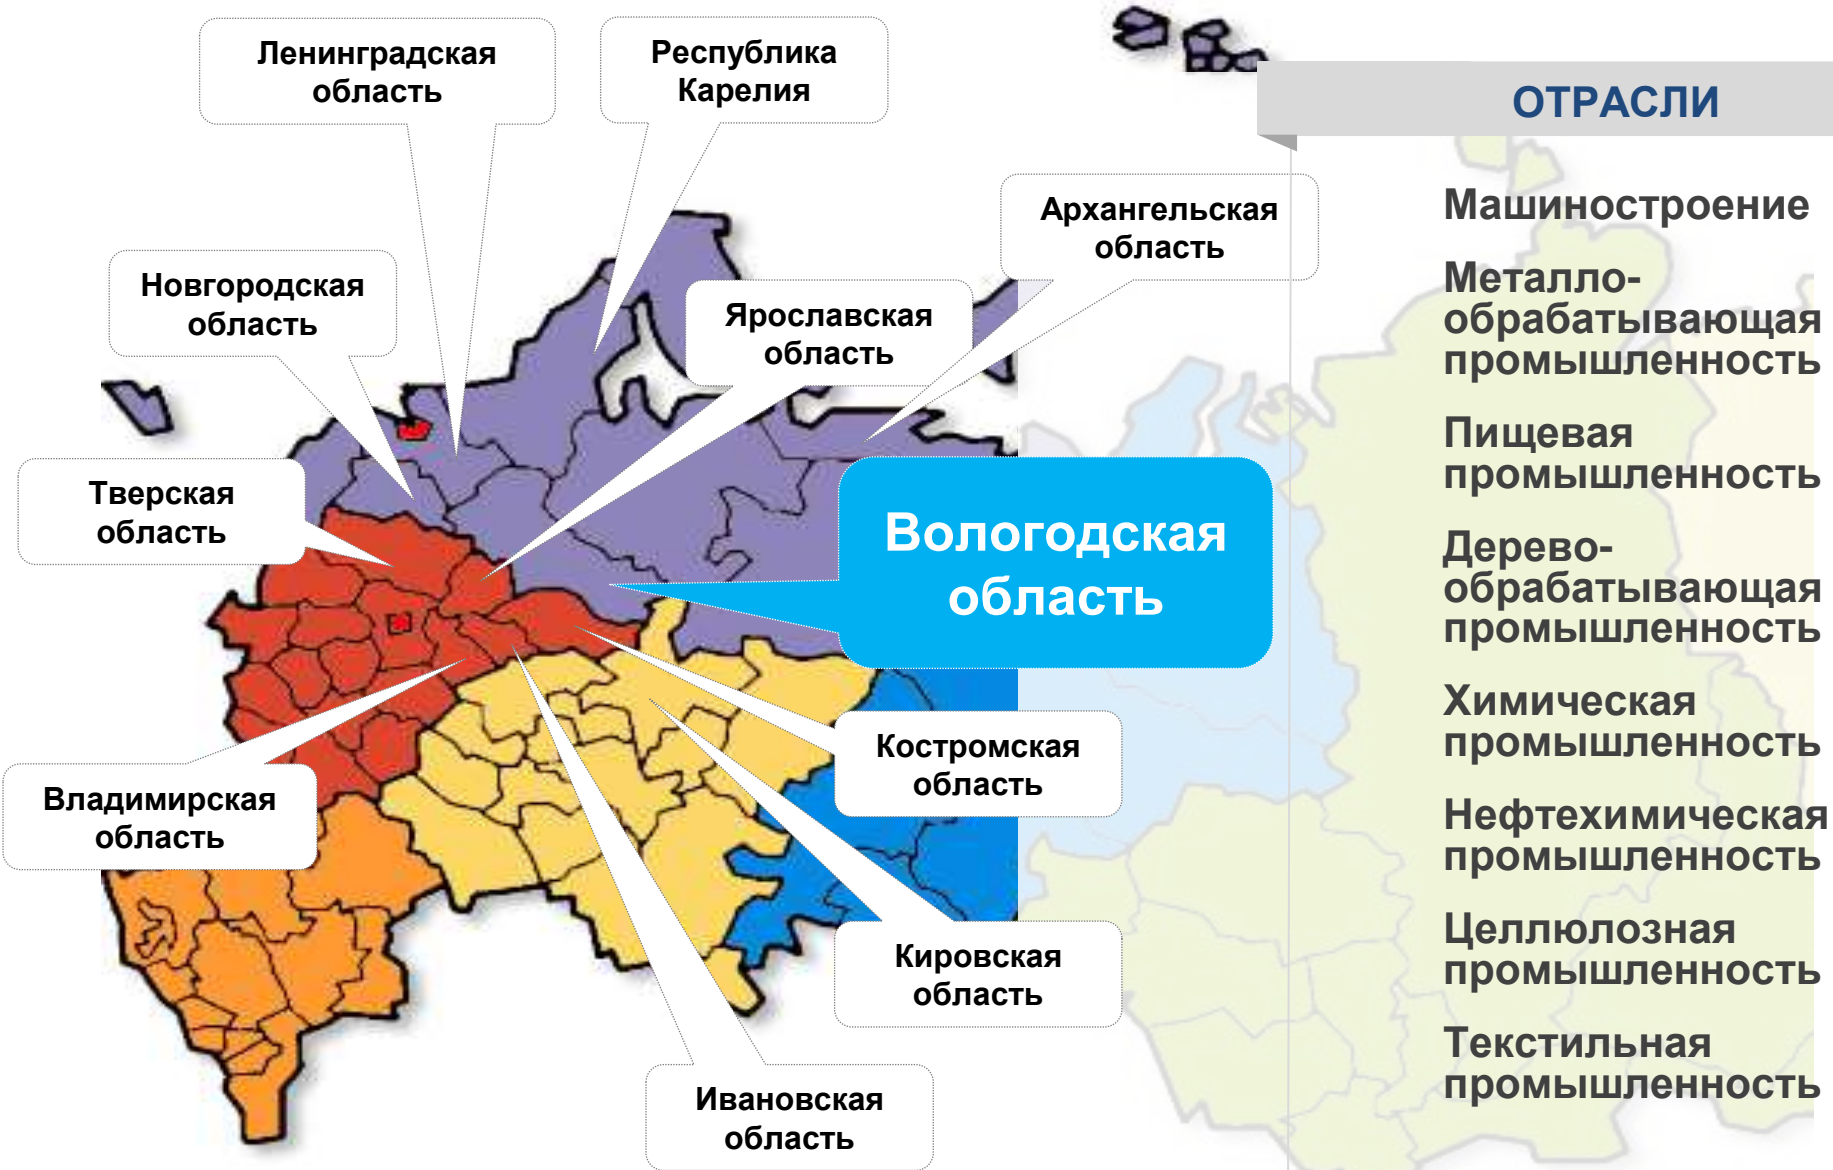 Ленинградская
область
Республика
Карелия
Архангельская
область
Новгородская
область
Ярославская
область
Тверская
область
Вологодская
область
Костромская
область
Владимирская
область
Кировская
область
Ивановская
область
ОТРАСЛИ
Машиностроение
Металло-
обрабатывающая
промышленность
Пищевая
промышленность
Дерево-
обрабатывающая
промышленность
Химическая
промышленность
Нефтехимическая
промышленность
Целлюлозная
промышленность
Текстильная
промышленность